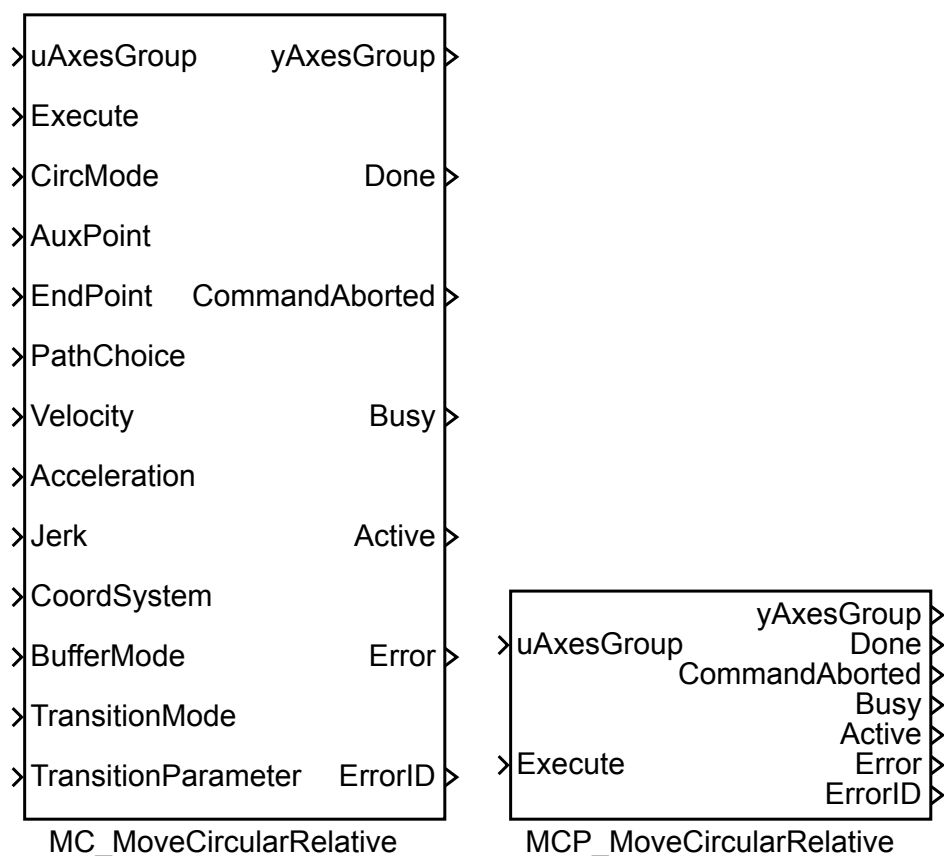 uAxesGroup yAxesGroup
Execute
CircMode Done
AuxPoint
EndPoint CommandAborted
PathChoice
Velocity Busy
Acceleration
Jerk Active
CoordSystem
BufferMode Error
TransitionMode
TransitionParameter ErrorID
MC_MoveCircularRelative
yAxesGroup
uAxesGroup Done
CommandAborted
Busy
Active
Execute Error
ErrorID
MCP_MoveCircularRelative